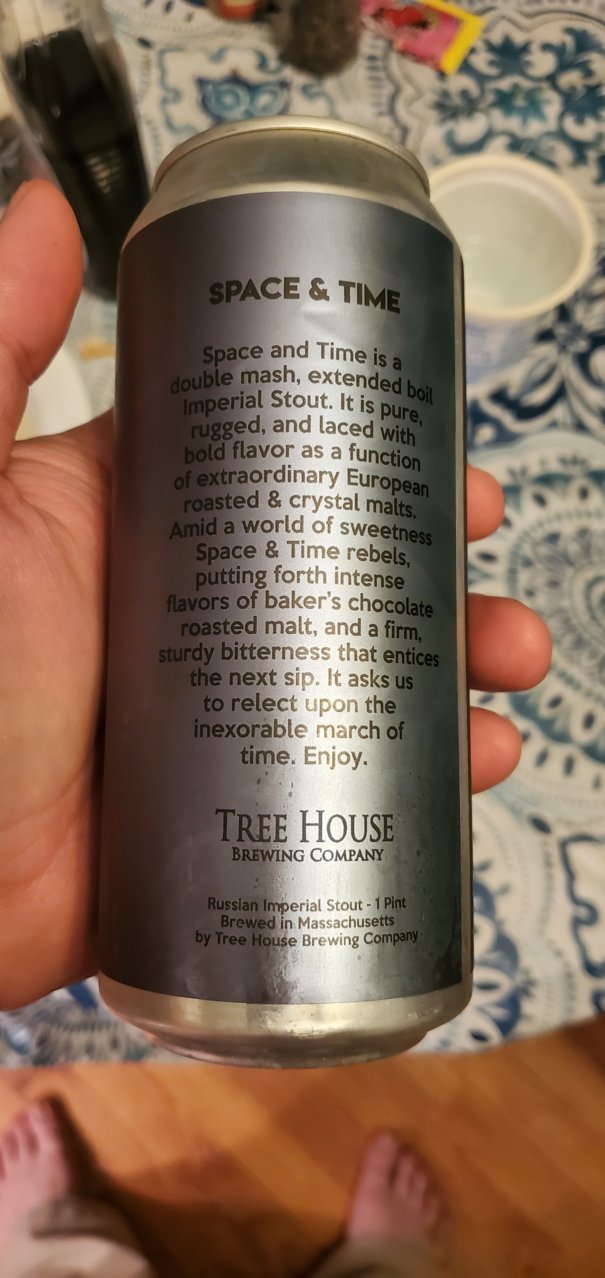 SPACE & TIME
Space and Time is a
double mash, extended boil
Imperial Stout. It is pure,
rugged, and laced with
bold flavor as a function
of extraordinary European
roasted & crystal malts.
Amid a world of sweetness
Space & Time rebels,
putting forth intense
flavors of baker's chocolate
roasted malt, and a firm,
sturdy bitterness that entices
the next sip. It asks us
to relect upon the
inexorable march of
time. Enjoy.
TREE HOUSE
BREWING COMPANY
Russian Imperial Stout - 1 Pint
Brewed in Massachusetts
by Tree House Brewing Company